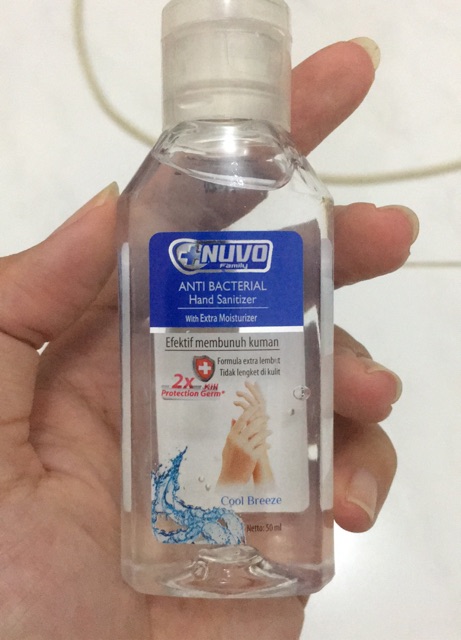 NUVO
Family
ANTI BACTERIAL
Hand Sanitizer
With Extra Moisturizer
Efektif membunuh kuman
Formula extra lembut
Tidak lengket di kulit
2x Kill
Protection Germ*
Cool Breeze
Netto: 50 ml